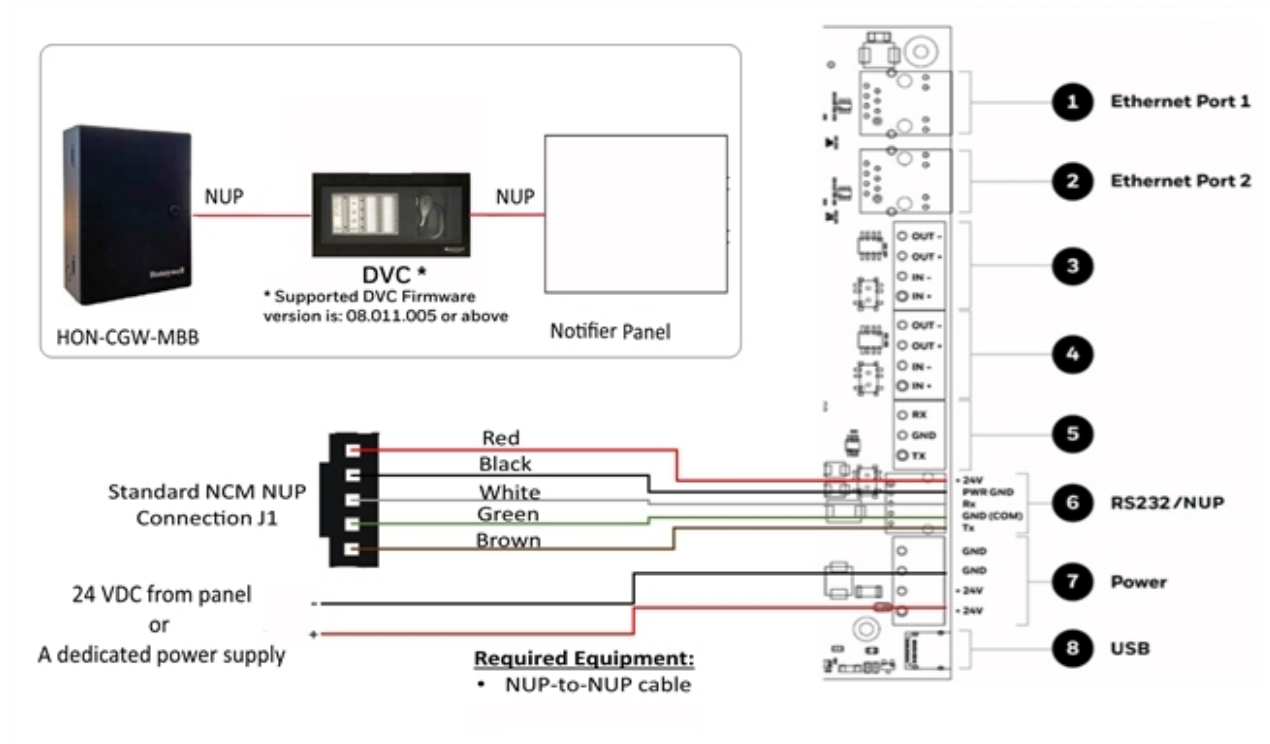 NUP
NUP
Honeywell
DVC *
* Supported DVC Firmware
version is: 08.011.005 or above
HON-CGW-MBB
Notifier Panel
1 Ethernet Port 1
2 Ethernet Port 2
OUT -
OUT +
IN -
IN +
3
OUT -
OUT +
IN -
IN +
4
RX
GND
TX
5
Standard NCM NUP
Connection J1
Red
Black
White
Green
Brown
+ 24V
PWR GND
Rx
GND (COM)
Tx
6 RS232/NUP
GND
GND
+ 24V
+ 24V
7 Power
24 VDC from panel
or
A dedicated power supply
-
+
8 USB
Required Equipment:
• NUP-to-NUP cable